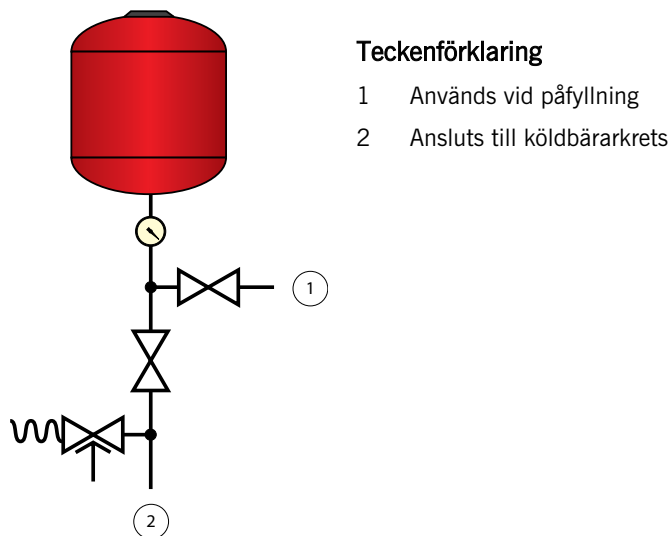 Teckenförklaring
1 Används vid påfyllning
2 Ansluts till köldbärarkrets
1
2